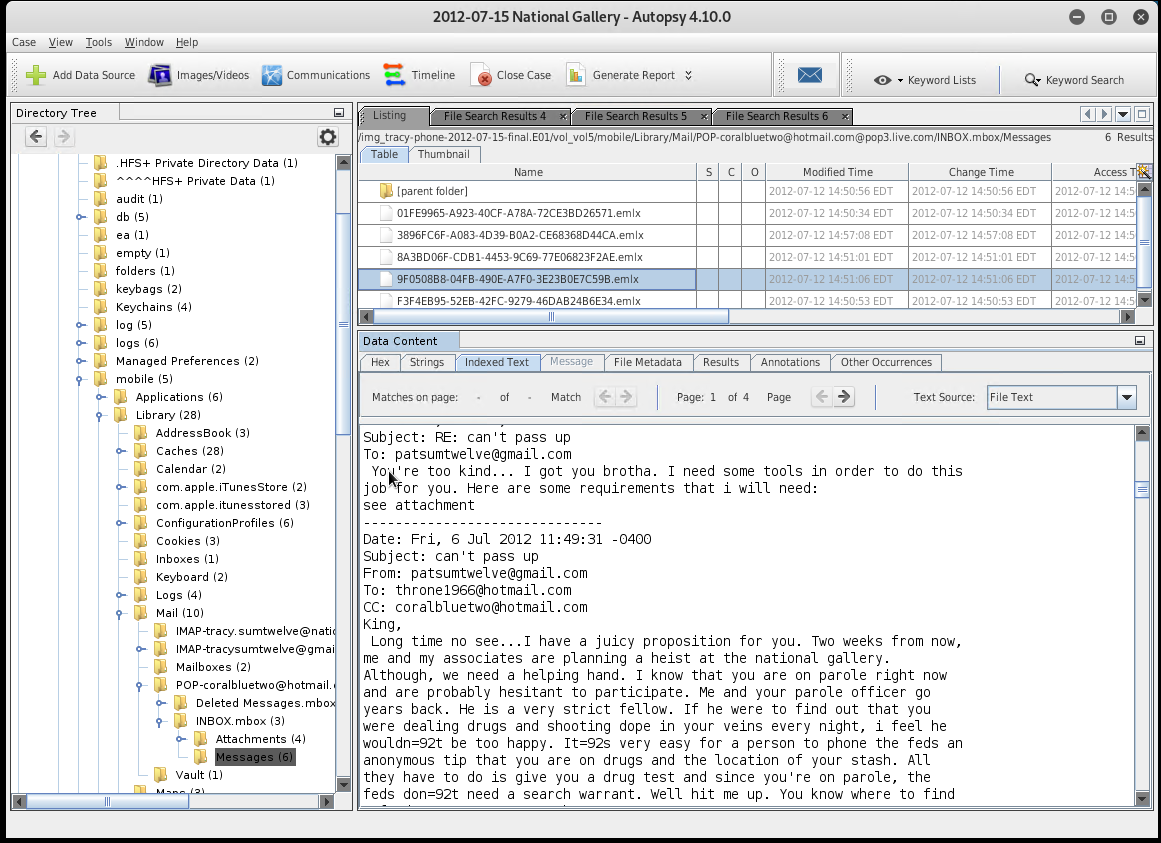 2012-07-15 National Gallery - Autopsy 4.10.0
Case View Tools Window Help
Add Data Source Images/Videos Communications Timeline Close Case Generate Report Keyword Lists Keyword Search
Directory Tree
.HFS+ Private Directory Data (1)
^^^^HFS+ Private Data (1)
audit (1)
db (5)
ea (1)
empty (1)
folders (1)
keybags (2)
Keychains (4)
log (5)
logs (6)
Managed Preferences (2)
mobile (5)
Applications (6)
Library (28)
AddressBook (3)
Caches (28)
Calendar (2)
com.apple.iTunesStore (2)
com.apple.itunesstored (3)
ConfigurationProfiles (6)
Cookies (3)
Inboxes (1)
Keyboard (2)
Logs (4)
Mail (10)
IMAP-tracy.sumtwelve@natio
IMAP-tracysumtwelve@gmai
Mailboxes (2)
POP-coralbluetwo@hotmail.
Deleted Messages.mbox
INBOX.mbox (3)
Attachments (4)
Messages (6)
Vault (1)
Maps (3)
Listing File Search Results 4 File Search Results 5 File Search Results 6
/img_tracy-phone-2012-07-15-final.E01/vol_vol5/mobile/Library/Mail/POP-coralbluetwo@hotmail.com@pop3.live.com/INBOX.mbox/Messages 6 Results
Table Thumbnail
Name S C O Modified Time Change Time Access T
[parent folder] 2012-07-12 14:50:56 EDT 2012-07-12 14:50:56 EDT 2012-07-12 14:5
01FE9965-A923-40CF-A78A-72CE3BD26571.emlx 2012-07-12 14:50:34 EDT 2012-07-12 14:50:34 EDT 2012-07-12 14:5
3896FC6F-A083-4D39-B0A2-CE68368D44CA.emlx 2012-07-12 14:57:08 EDT 2012-07-12 14:57:08 EDT 2012-07-12 14:5
8A3BD06F-CDB1-4453-9C69-77E06823F2AE.emlx 2012-07-12 14:51:01 EDT 2012-07-12 14:51:01 EDT 2012-07-12 14:5
9F0508B8-04FB-490E-A7F0-3E23B0E7C59B.emlx 2012-07-12 14:51:06 EDT 2012-07-12 14:51:06 EDT 2012-07-12 14:5
F3F4EB95-52EB-42FC-9279-46DAB24B6E34.emlx 2012-07-12 14:50:53 EDT 2012-07-12 14:50:53 EDT 2012-07-12 14:5
Data Content
Hex Strings Indexed Text Message File Metadata Results Annotations Other Occurrences
Matches on page: - of - Match Page: 1 of 4 Page Text Source: File Text
Subject: RE: can't pass up
To: patsumtwelve@gmail.com
You're too kind... I got you brotha. I need some tools in order to do this
job for you. Here are some requirements that i will need:
see attachment
------------------------------
Date: Fri, 6 Jul 2012 11:49:31 -0400
Subject: can't pass up
From: patsumtwelve@gmail.com
To: throne1966@hotmail.com
CC: coralbluetwo@hotmail.com
King,
Long time no see...I have a juicy proposition for you. Two weeks from now,
me and my associates are planning a heist at the national gallery.
Although, we need a helping hand. I know that you are on parole right now
and are probably hesitant to participate. Me and your parole officer go
years back. He is a very strict fellow. If he were to find out that you
were dealing drugs and shooting dope in your veins every night, i feel he
wouldn=92t be too happy. It=92s very easy for a person to phone the feds an
anonymous tip that you are on drugs and the location of your stash. All
they have to do is give you a drug test and since you're on parole, the
feds don=92t need a search warrant. Well hit me up. You know where to find